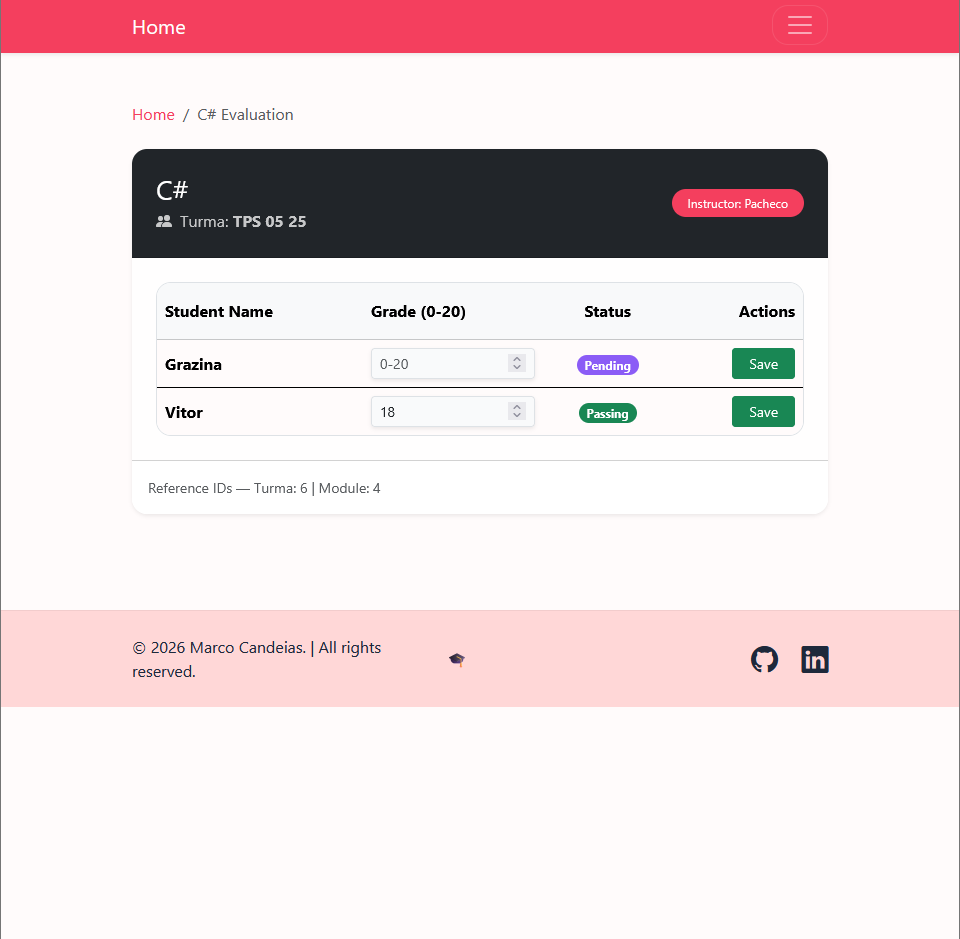 Home
Home / C# Evaluation
C#
Turma: TPS 05 25
Instructor: Pacheco
Student Name Grade (0-20) Status Actions
Grazina 0-20 Pending Save
Vitor 18 Passing Save
Reference IDs — Turma: 6 | Module: 4
© 2026 Marco Candeias. | All rights
reserved.
in